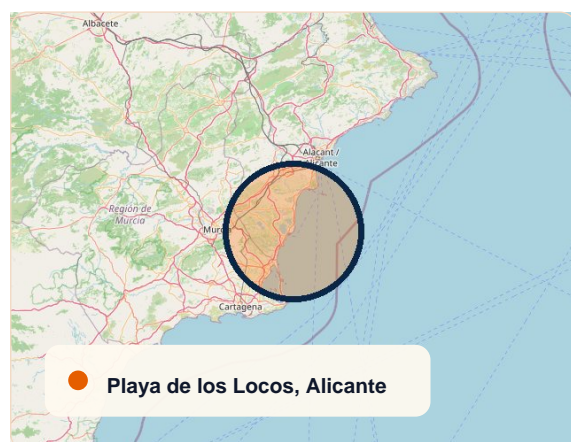 Albacete
Alacant /
Alicante
Región de
Murcia
Murcia
Cartagena
Playa de los Locos, Alicante